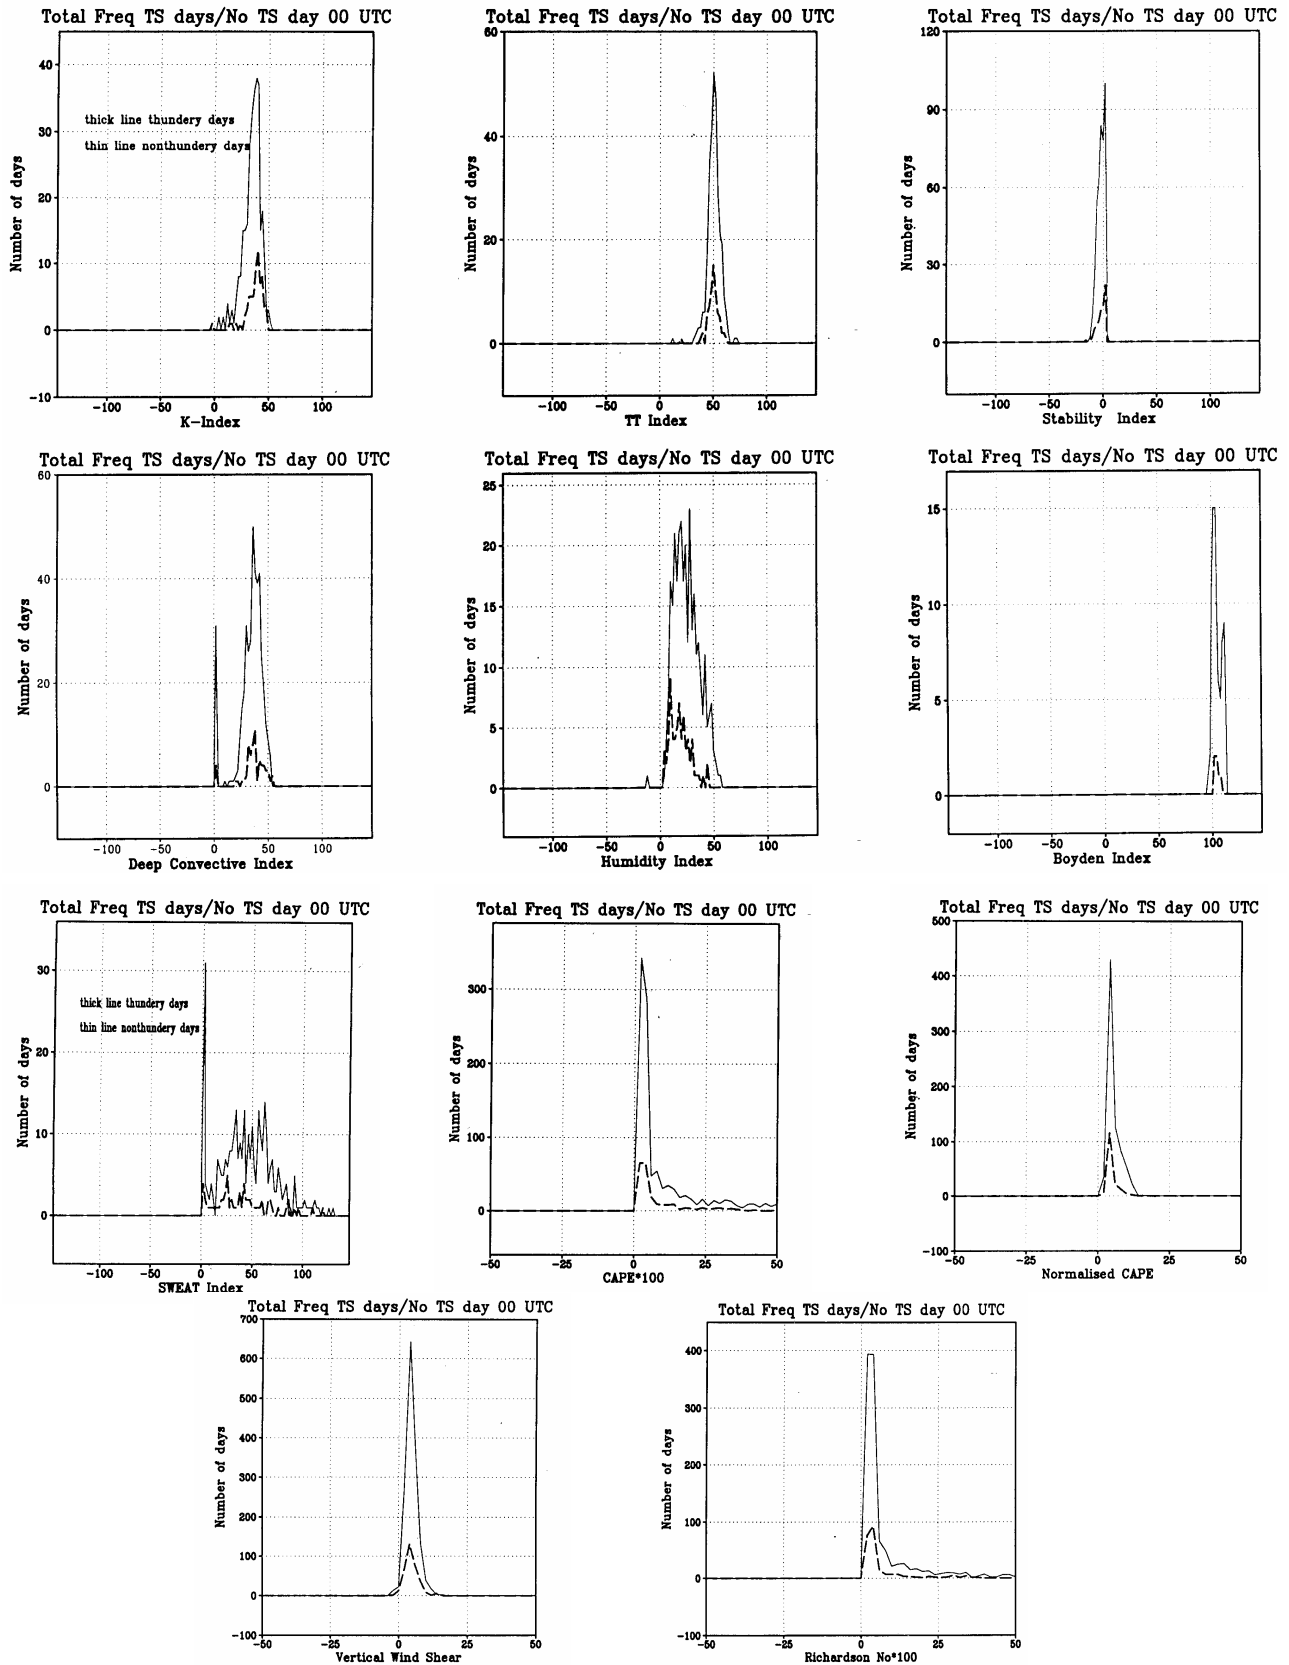 Total Freq TS days/No TS day 00 UTC
40
30
20
10
0
-10
Number of days
thick line thundery days
thin line nonthundery days
-100 -50 0 50 100
K-Index
Total Freq TS days/No TS day 00 UTC
60
40
20
0
Number of days
-100 -50 0 50 100
TT Index
Total Freq TS days/No TS day 00 UTC
120
90
60
30
0
Number of days
-100 -50 0 50 100
Stability Index
Total Freq TS days/No TS day 00 UTC
60
40
20
0
Number of days
-100 -50 0 50 100
Deep Convective Index
Total Freq TS days/No TS day 00 UTC
25
20
15
10
5
0
Number of days
-100 -50 0 50 100
Humidity Index
Total Freq TS days/No TS day 00 UTC
15
10
5
0
Number of days
-100 -50 0 50 100
Boyden Index
Total Freq TS days/No TS day 00 UTC
30
20
10
0
Number of days
thick line thundery days
thin line nonthundery days
-100 -50 0 50 100
SWEAT Index
Total Freq TS days/No TS day 00 UTC
300
200
100
0
Number of days
-50 -25 0 25 50
CAPE*100
Total Freq TS days/No TS day 00 UTC
500
400
300
200
100
0
-100
Number of days
-50 -25 0 25 50
Normalised CAPE
Total Freq TS days/No TS day 00 UTC
700
600
500
400
300
200
100
0
-100
Number of days
-50 -25 0 25 50
Vertical Wind Shear
Total Freq TS days/No TS day 00 UTC
400
300
200
100
0
-100
Number of days
-50 -25 0 25 50
Richardson No*100